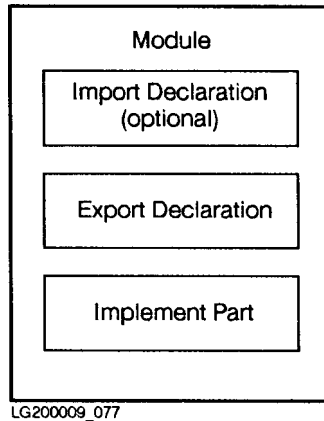 Module
Import Declaration
(optional)
Export Declaration
Implement Part
LG200009_077